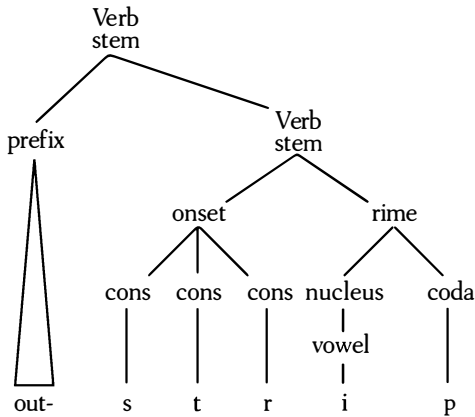 Verb
stem
prefix
Verb
stem
onset rime
cons cons cons nucleus coda
vowel
out- s t r i p